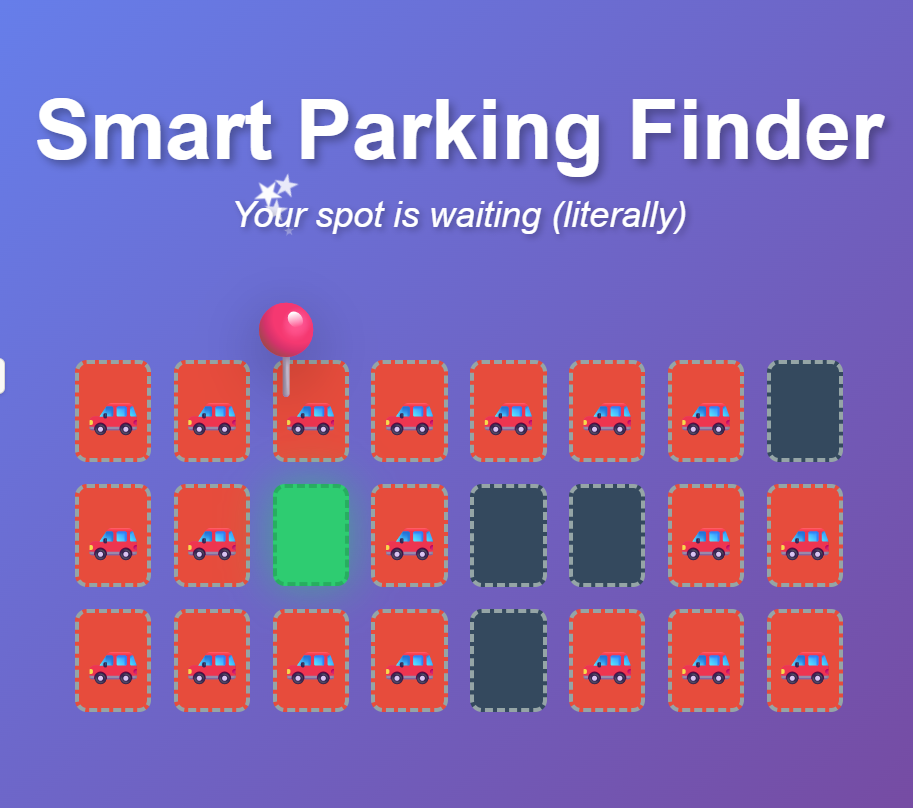 Smart Parking Finder
Your spot is waiting (literally)